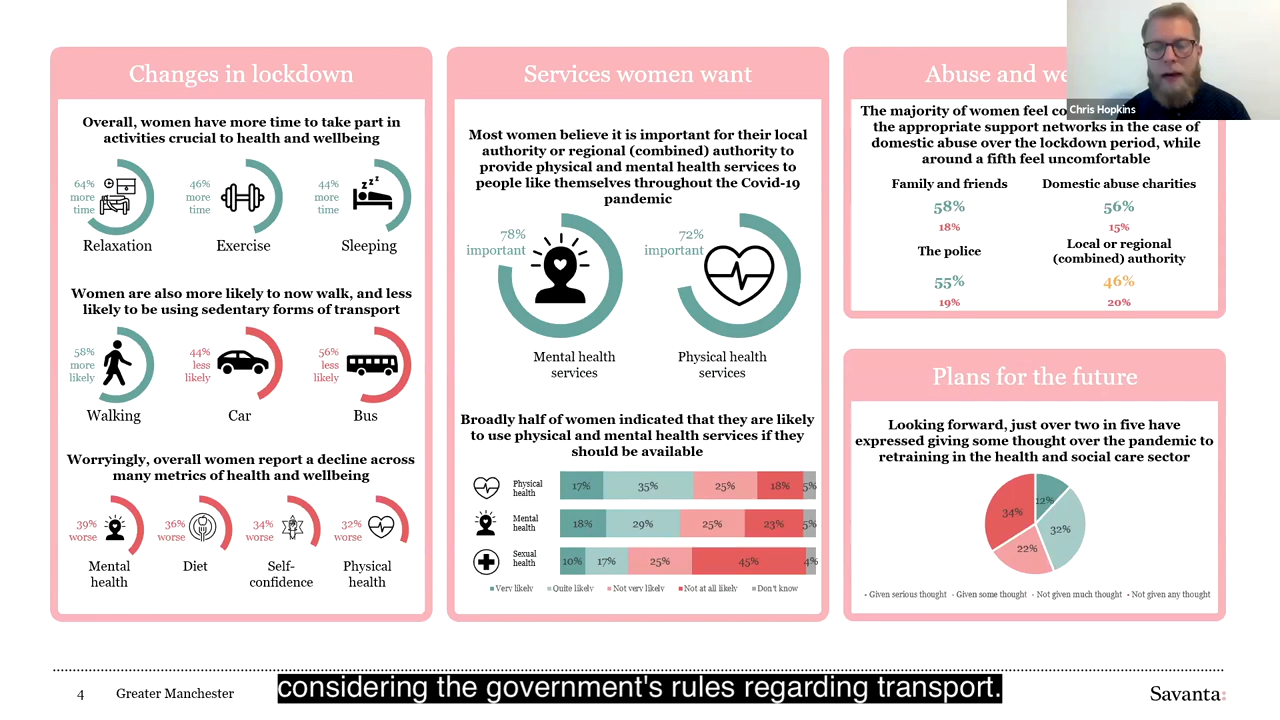 Changes in lockdown
Overall, women have more time to take part in
activities crucial to health and wellbeing
64%
more
time
Relaxation
46%
more
time
Exercise
44%
more
time
Sleeping
Women are also more likely to now walk, and less
likely to be using sedentary forms of transport
58%
more
likely
Walking
44%
less
likely
Car
56%
less
likely
Bus
Worryingly, overall women report a decline across
many metrics of health and wellbeing
39%
worse
Mental
health
36%
worse
Diet
34%
worse
Self-
confidence
32%
worse
Physical
health
Services women want
Most women believe it is important for their local
authority or regional (combined) authority to
provide physical and mental health services to
people like themselves throughout the Covid-19
pandemic
78%
important
Mental health
services
72%
important
Physical health
services
Broadly half of women indicated that they are likely
to use physical and mental health services if they
should be available
Physical
health
17% 35% 25% 18% 5%
Mental
health
18% 29% 25% 23% 5%
Sexual
health
10% 17% 25% 45% 4%
Very likely Quite likely Not very likely Not at all likely Don't know
Abuse and we
The majority of women feel co
the appropriate support networks in the case of
domestic abuse over the lockdown period, while
around a fifth feel uncomfortable
Family and friends
58%
18%
Domestic abuse charities
56%
15%
The police
55%
19%
Local or regional
(combined) authority
46%
20%
Plans for the future
Looking forward, just over two in five have
expressed giving some thought over the pandemic to
retraining in the health and social care sector
12%
32%
22%
34%
Given serious thought Given some thought Not given much thought Not given any thought
Chris Hopkins
4 Greater Manchester
considering the government's rules regarding transport.
Savanta: